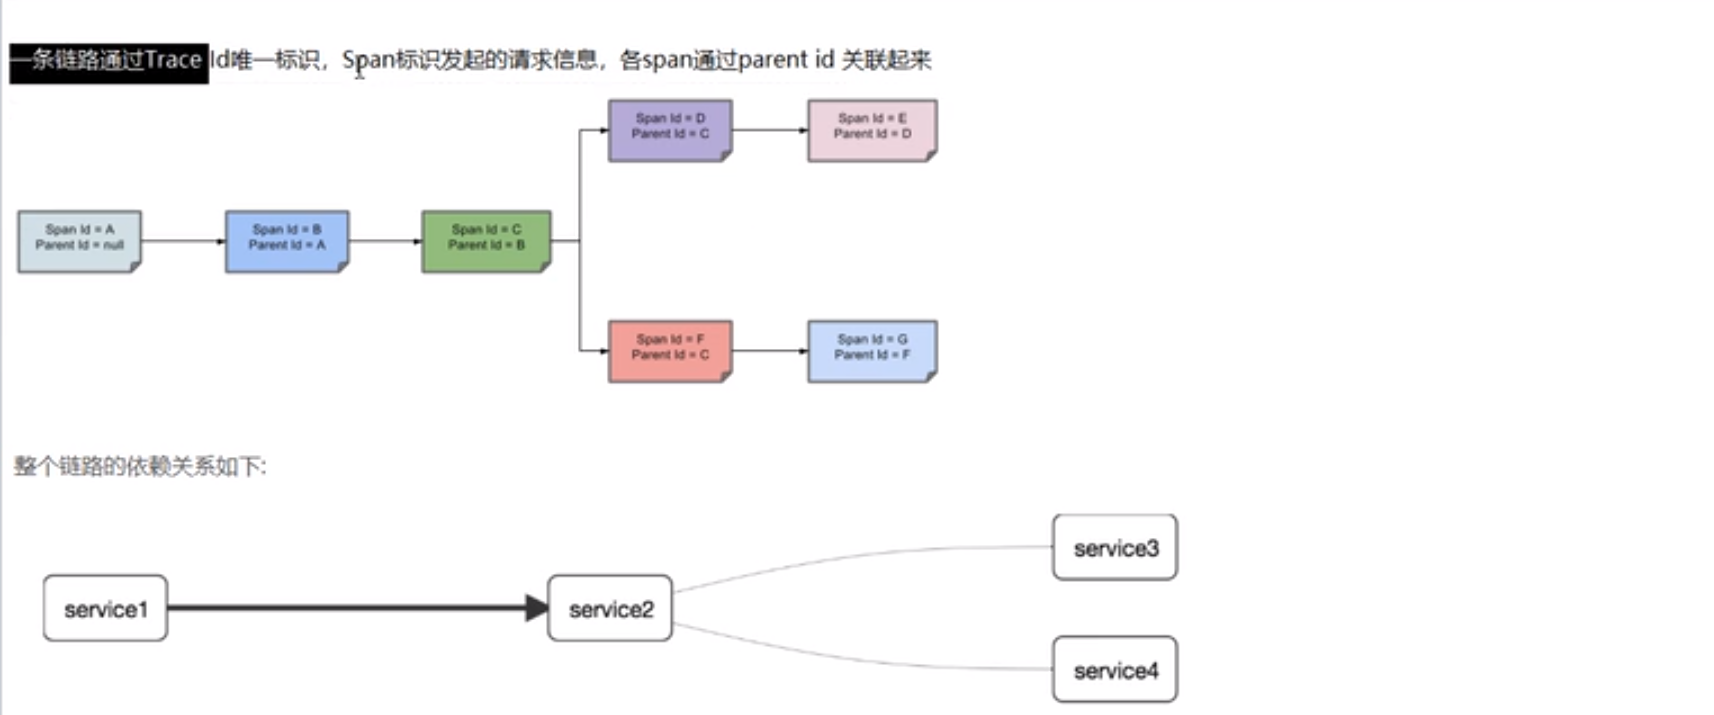 一条链路通过Trace Id唯一标识，Span标识发起的请求信息，各span通过parent id 关联起来
Span Id = D
Parent Id = C
Span Id = E
Parent Id = D
Span Id = A
Parent Id = null
Span Id = B
Parent Id = A
Span Id = C
Parent Id = B
Span Id = F
Parent Id = C
Span Id = G
Parent Id = F
整个链路的依赖关系如下:
service3
service1
service2
service4